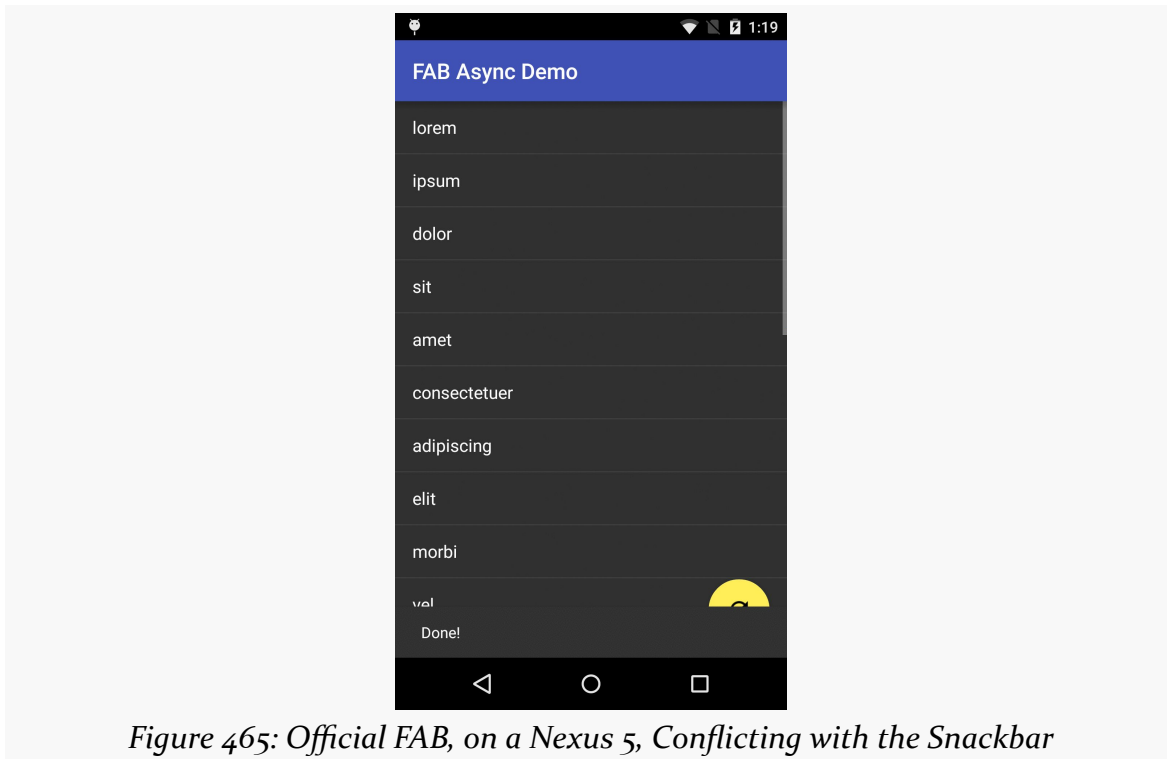 1:19
FAB Async Demo
lorem
ipsum
dolor
sit
amet
consectetuer
adipiscing
elit
morbi
vel
Done!
Figure 465: Official FAB, on a Nexus 5, Conflicting with the Snackbar